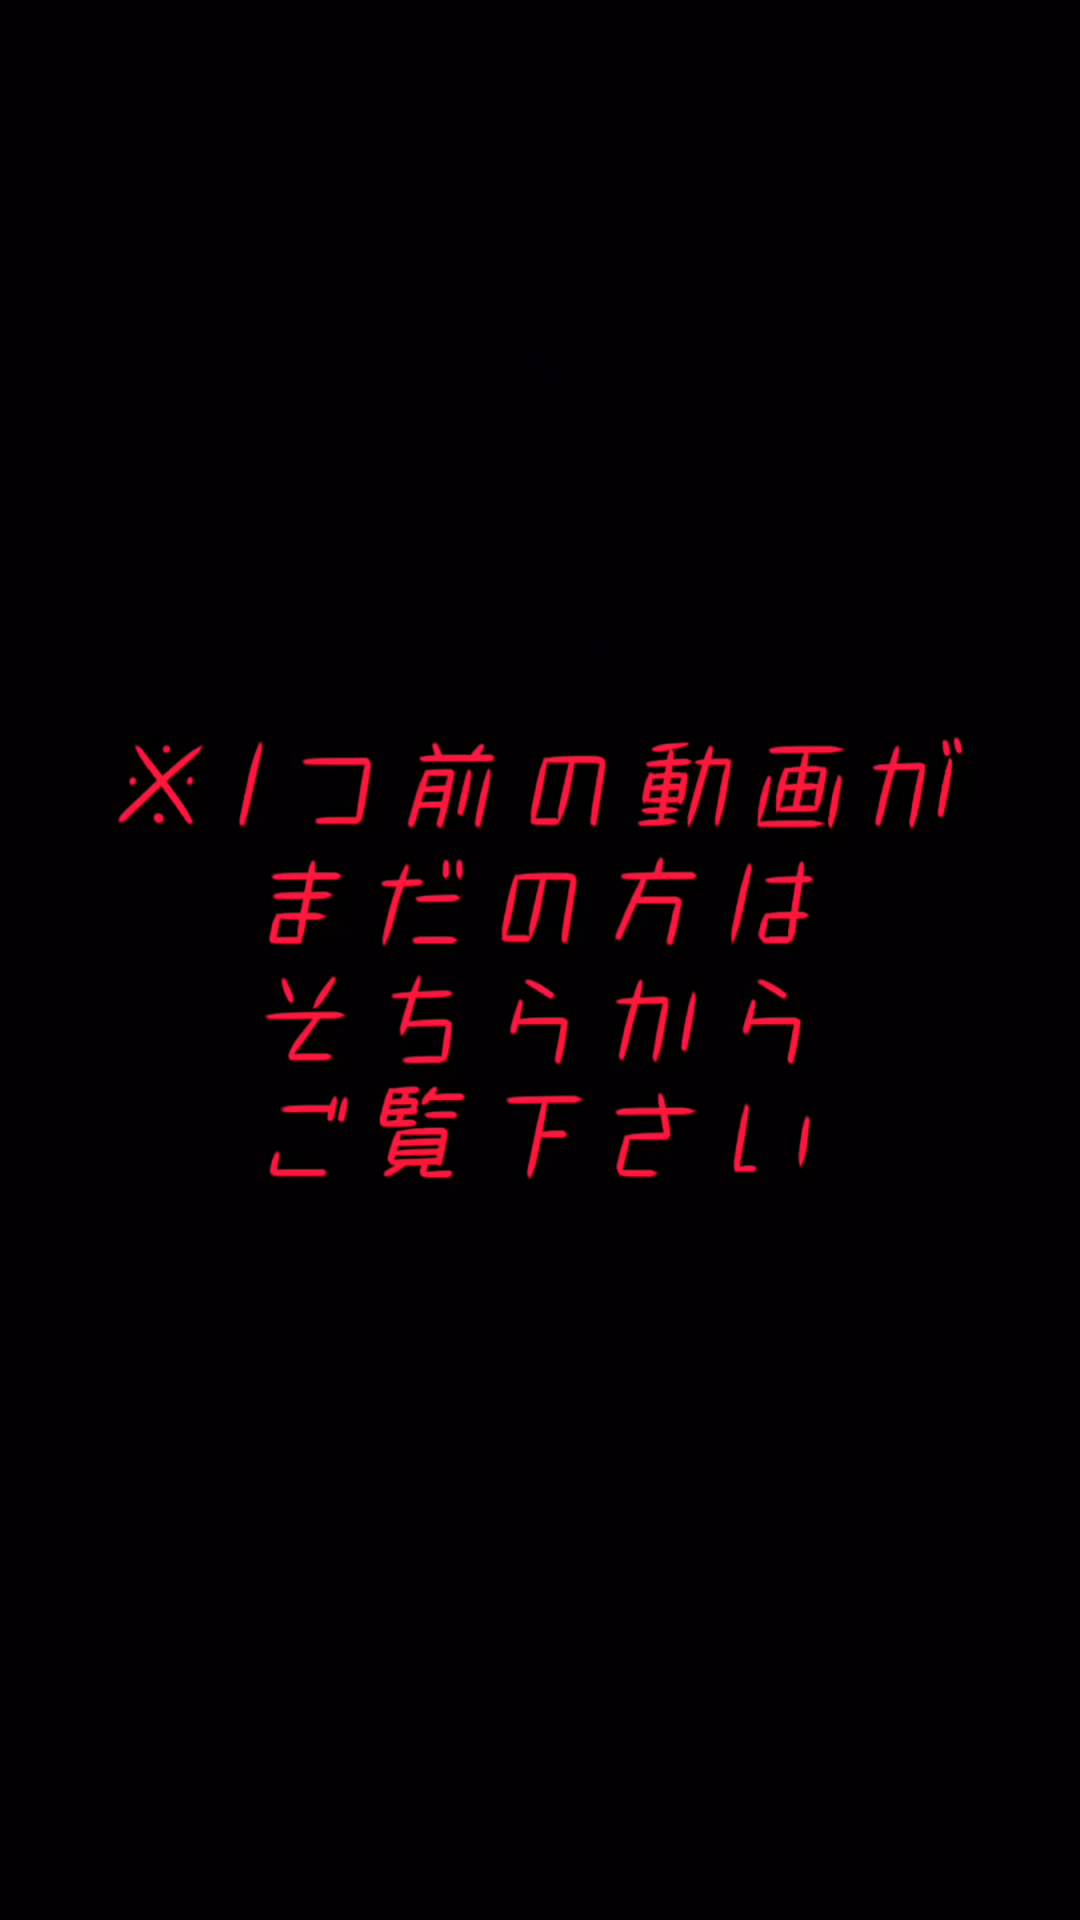 ※1つ前の動画が
まだの方は
そちらから
ご覧下さい